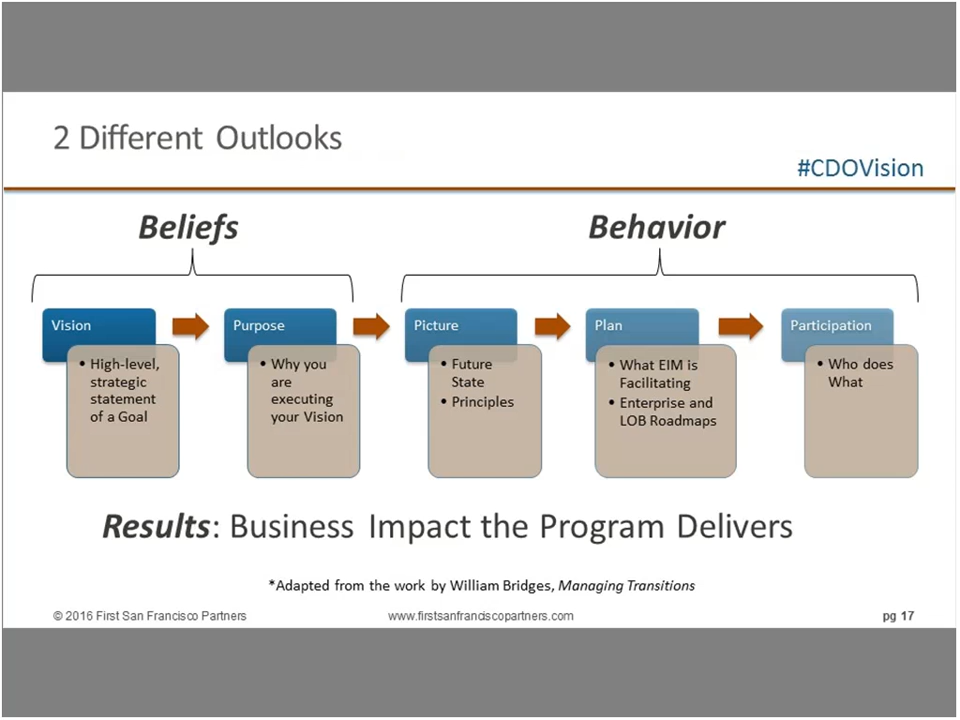 2 Different Outlooks
#CDOVision
Beliefs
Behavior
Vision
• High-level,
strategic
statement
of a Goal
Purpose
• Why you
are
executing
your Vision
Picture
• Future
State
• Principles
Plan
• What EIM is
Facilitating
• Enterprise and
LOB Roadmaps
Participation
• Who does
What
Results: Business Impact the Program Delivers
*Adapted from the work by William Bridges, Managing Transitions
© 2016 First San Francisco Partners
www.firstsanfranciscopartners.com
pg 17